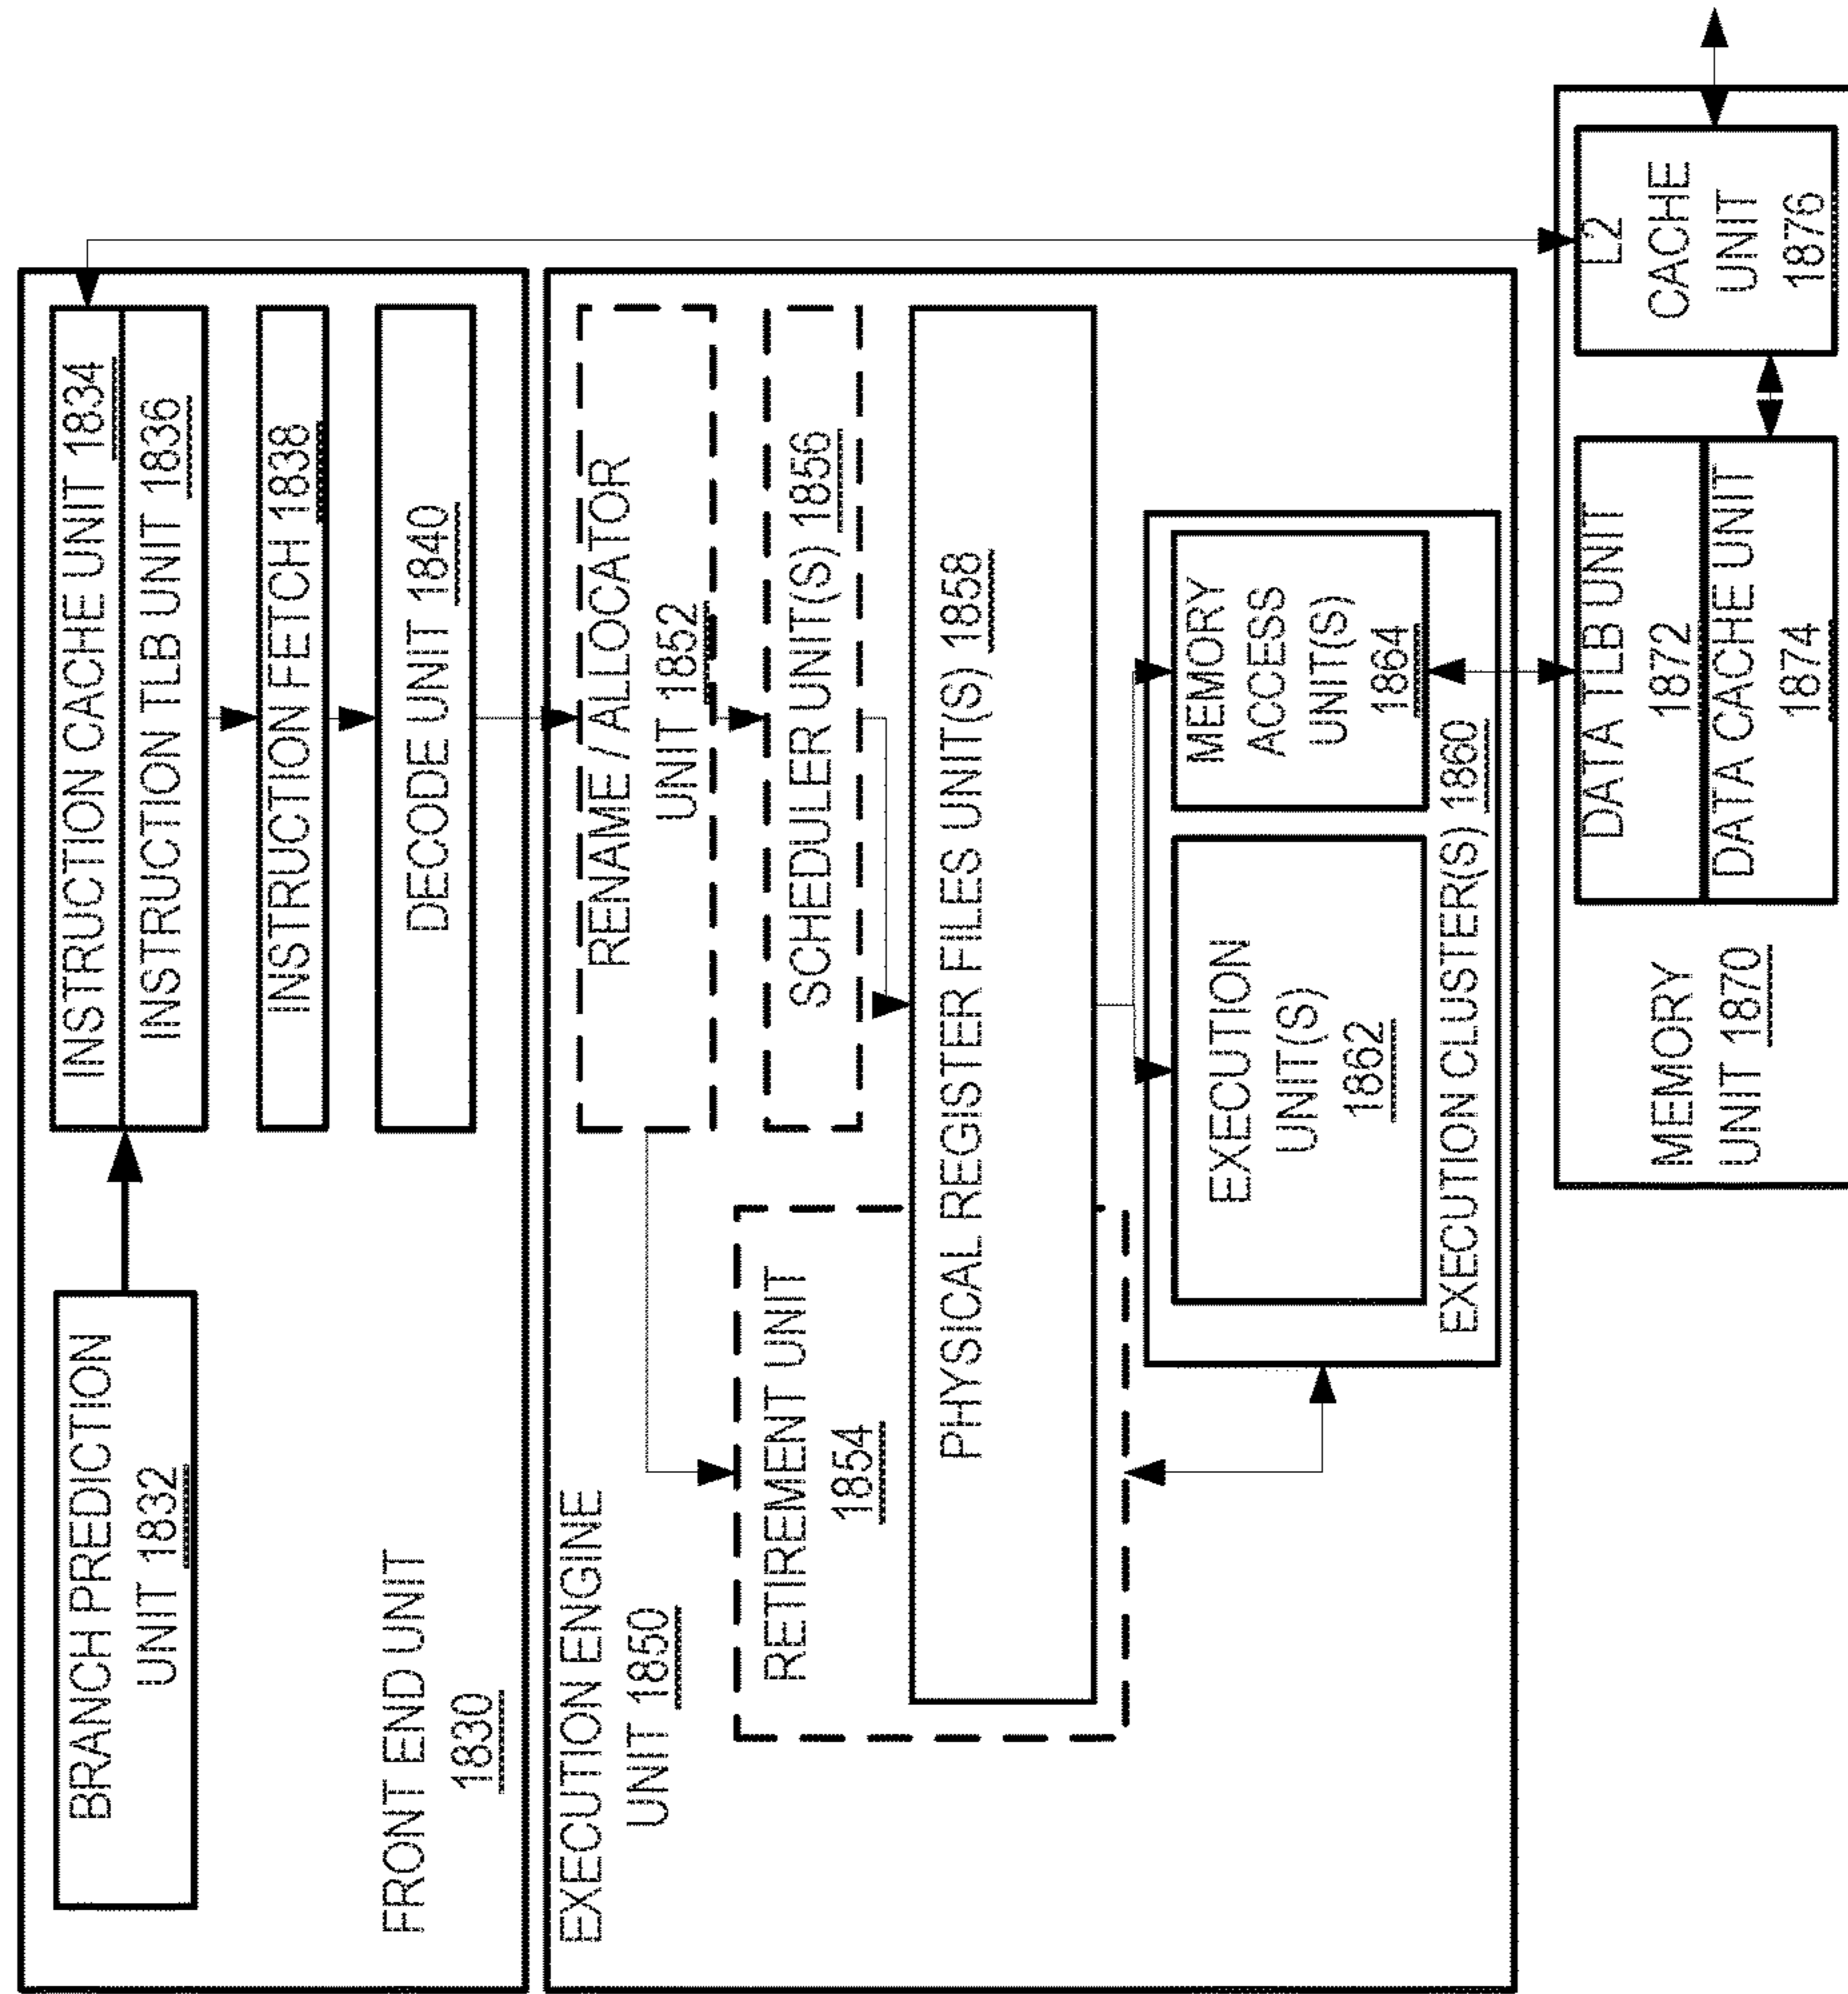 BRANCH PREDICTION
UNIT 1832
INSTRUCTION CACHE UNIT 1834
INSTRUCTION TLB UNIT 1836
INSTRUCTION FETCH 1838
DECODE UNIT 1840
FRONT END UNIT
1830
EXECUTION ENGINE
UNIT 1850
RENAME / ALLOCATOR
UNIT 1852
RETIREMENT UNIT
1854
SCHEDULER UNIT(S) 1856
PHYSICAL REGISTER FILES UNIT(S) 1858
EXECUTION
UNIT(S)
1862
MEMORY
ACCESS
UNIT(S)
1864
EXECUTION CLUSTER(S) 1860
MEMORY
UNIT 1870
DATA TLB UNIT
1872
DATA CACHE UNIT
1874
L2
CACHE
UNIT
1876